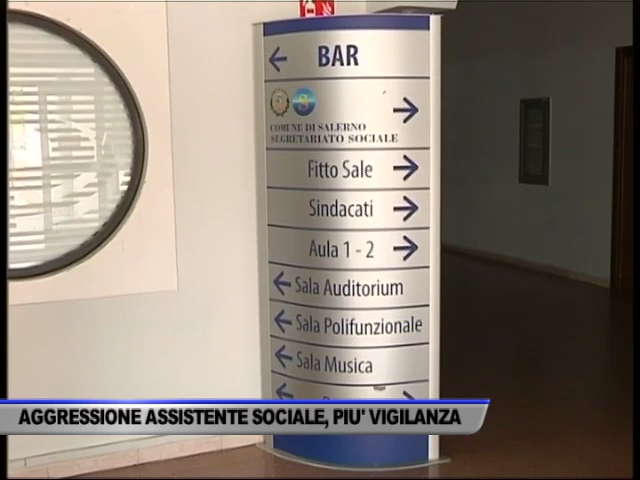 BAR
COMUNE DI SALERNO
SEGRETARIATO SOCIALE
Fitto Sale
Sindacati
Aula 1 - 2
Sala Auditorium
Sala Polifunzionale
Sala Musica
AGGRESSIONE ASSISTENTE SOCIALE, PIU' VIGILANZA